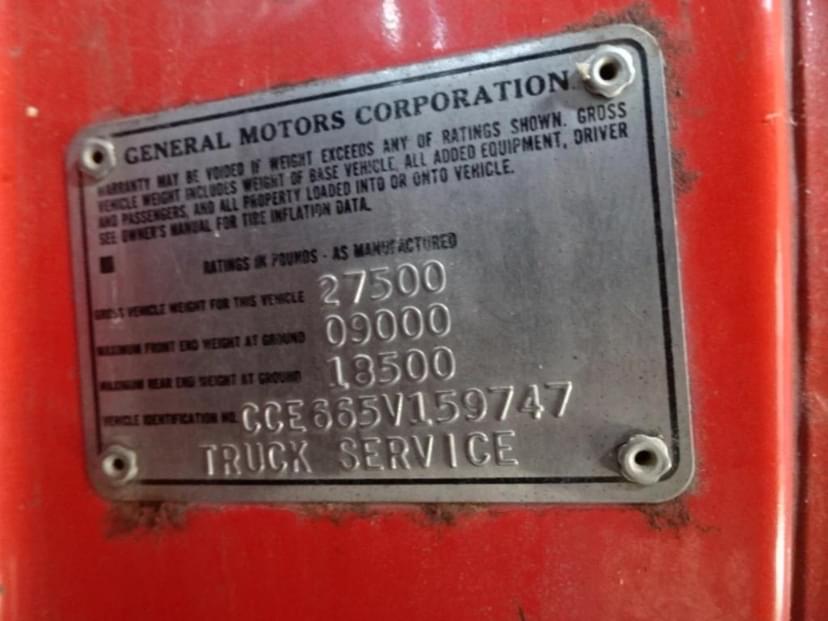 GENERAL MOTORS CORPORATION
WARRANTY MAY BE VOIDED IF WEIGHT EXCEEDS ANY OF RATINGS SHOWN. GROSS
VEHICLE WEIGHT INCLUDES WEIGHT OF BASE VEHICLE, ALL ADDED EQUIPMENT, DRIVER
AND PASSENGERS, AND ALL PROPERTY LOADED INTO OR ONTO VEHICLE.
SEE OWNER'S MANUAL FOR TIRE INFLATION DATA.
RATINGS IN POUNDS - AS MANUFACTURED
GROSS VEHICLE WEIGHT FOR THIS VEHICLE 27500
MAXIMUM FRONT END WEIGHT AT GROUND 09000
MAXIMUM REAR END WEIGHT AT GROUND 18500
VEHICLE IDENTIFICATION NO. CCE665V159747
TRUCK SERVICE